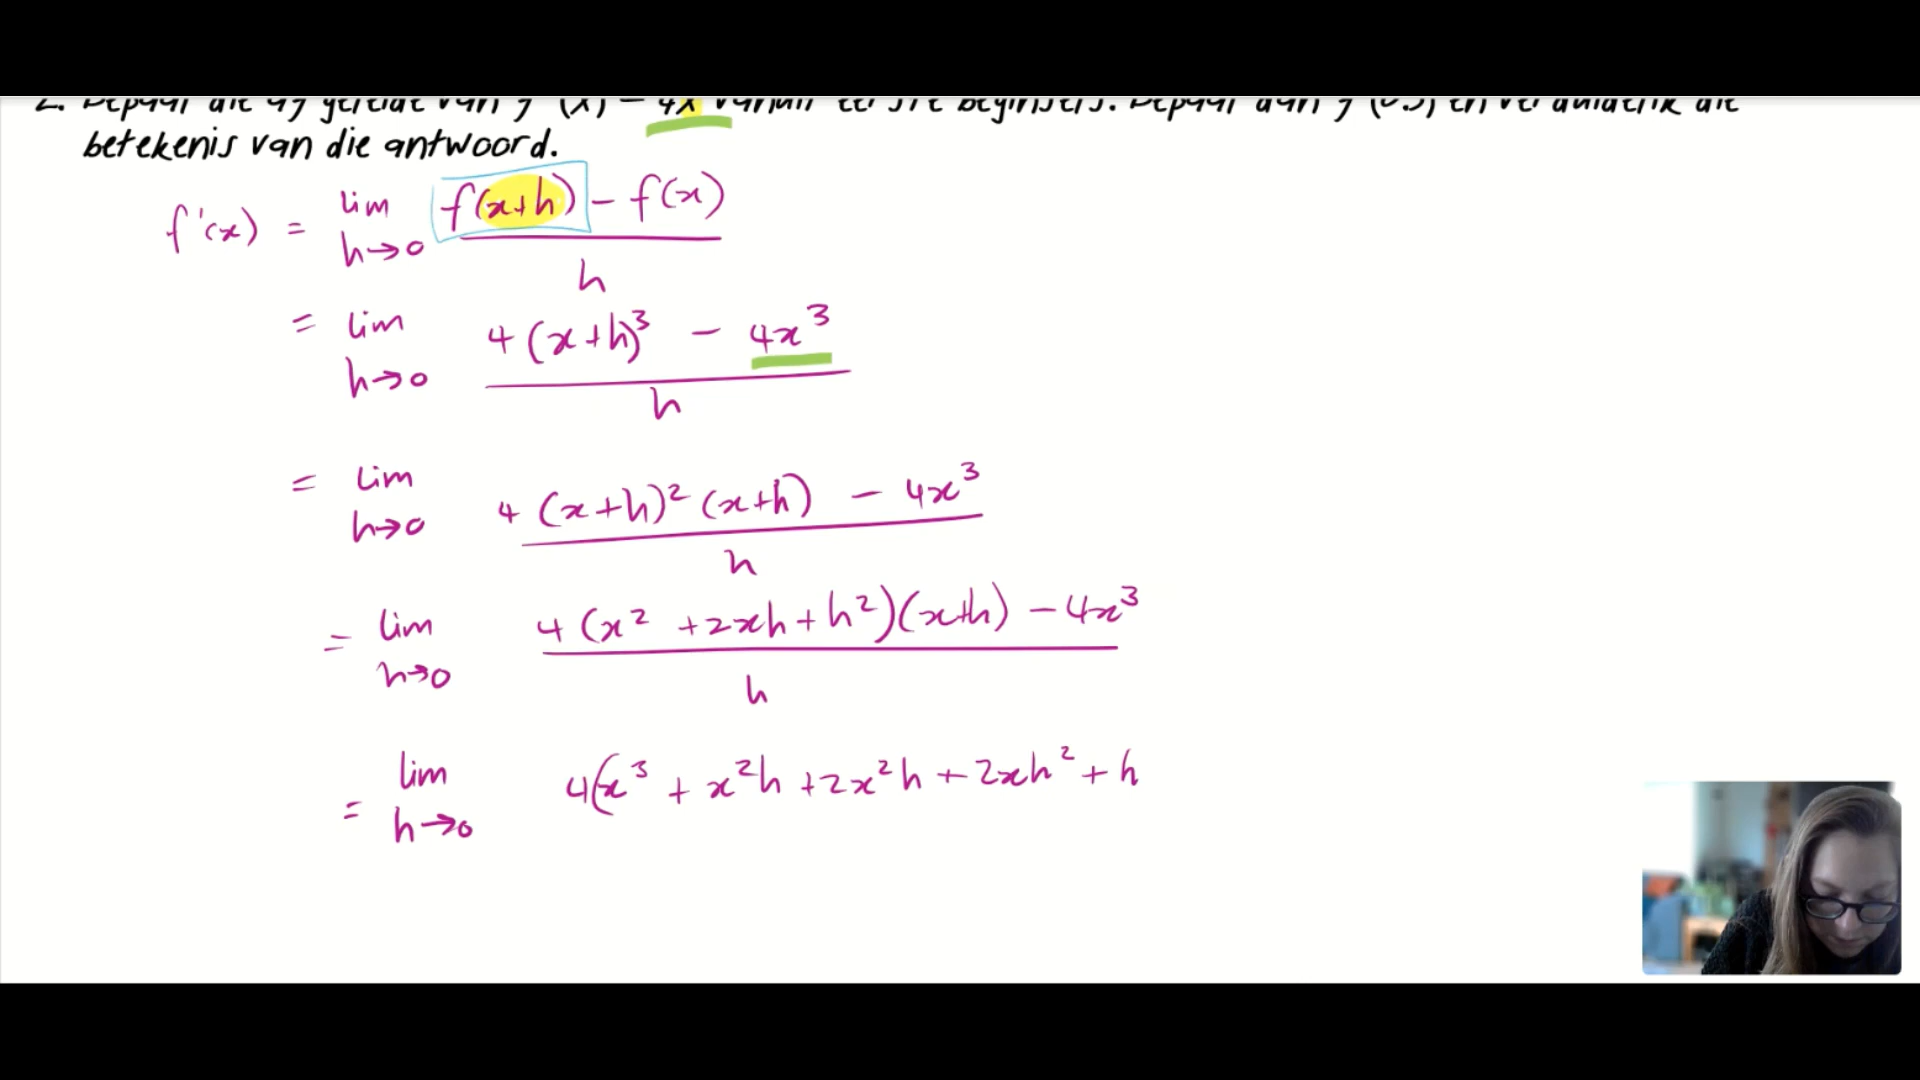 betekenis van die antwoord.
f'(x) = lim h→0 f(x+h) - f(x) / h
= lim h→0 4(x+h)³ - 4x³ / h
= lim h→0 4(x+h)²(x+h) - 4x³ / h
= lim h→0 4(x² + 2xh + h²)(x+h) - 4x³ / h
= lim h→0 4(x³ + x²h + 2x²h + 2xh² + h